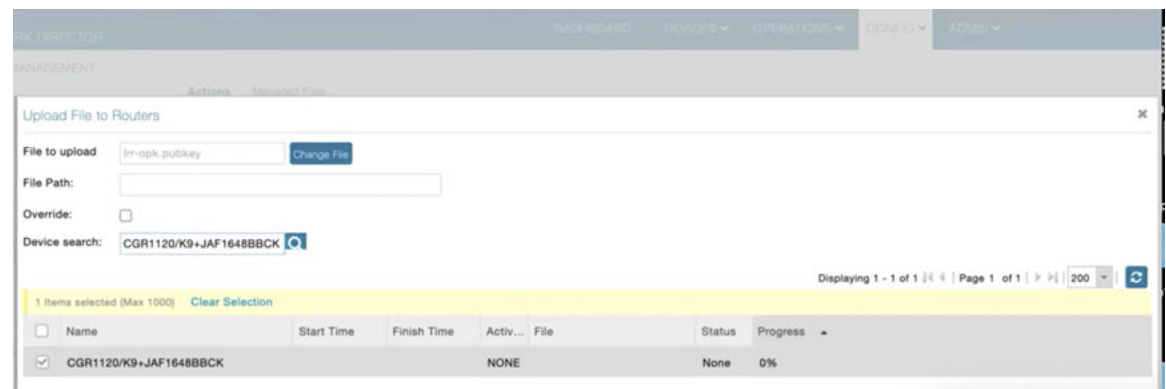 RK DIRECTOR
DASHBOARD DEVICES OPERATIONS CONFIG ADMIN
MANAGEMENT
Actions Managed Files
Upload File to Routers
File to upload lrr-opk.pubkey Change File
File Path:
Override:
Device search: CGR1120/K9+JAF1648BBCK
Displaying 1 - 1 of 1 | Page 1 of 1 | 200
1 Items selected (Max 1000) Clear Selection
Name Start Time Finish Time Activ... File Status Progress
CGR1120/K9+JAF1648BBCK NONE None 0%